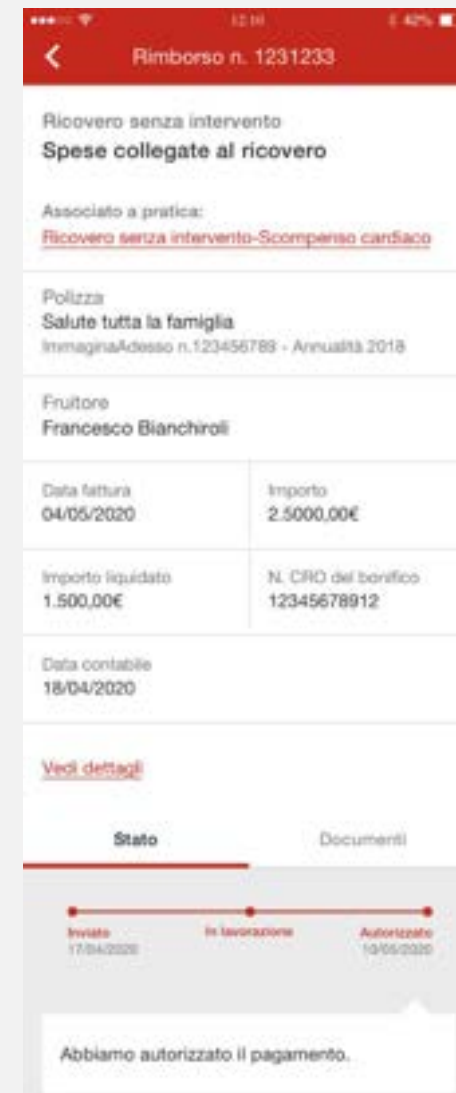 12:10 42%
Rimborso n. 1231233
Ricovero senza intervento
Spese collegate al ricovero
Associato a pratica:
Ricovero senza intervento-Scompenso cardiaco
Polizza
Salute tutta la famiglia
ImmaginaAdesso n.123456789 - Annualità 2018
Fruitore
Francesco Bianchiroli
Data fattura
04/05/2020
Importo
2.5000,00€
Importo liquidato
1.500,00€
N. CRO del bonifico
12345678912
Data contabile
18/04/2020
Vedi dettagli
Stato Documenti
Inviato In lavorazione Autorizzato
17/04/2020 10/05/2020
Abbiamo autorizzato il pagamento.